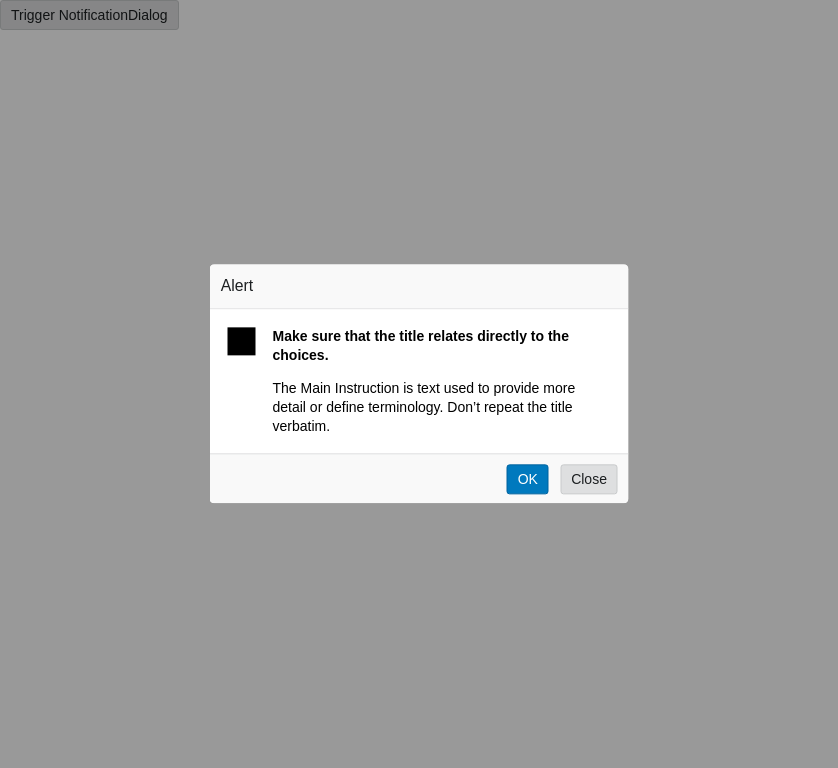 Trigger NotificationDialog
Alert
Make sure that the title relates directly to the
choices.
The Main Instruction is text used to provide more
detail or define terminology. Don’t repeat the title
verbatim.
OK
Close